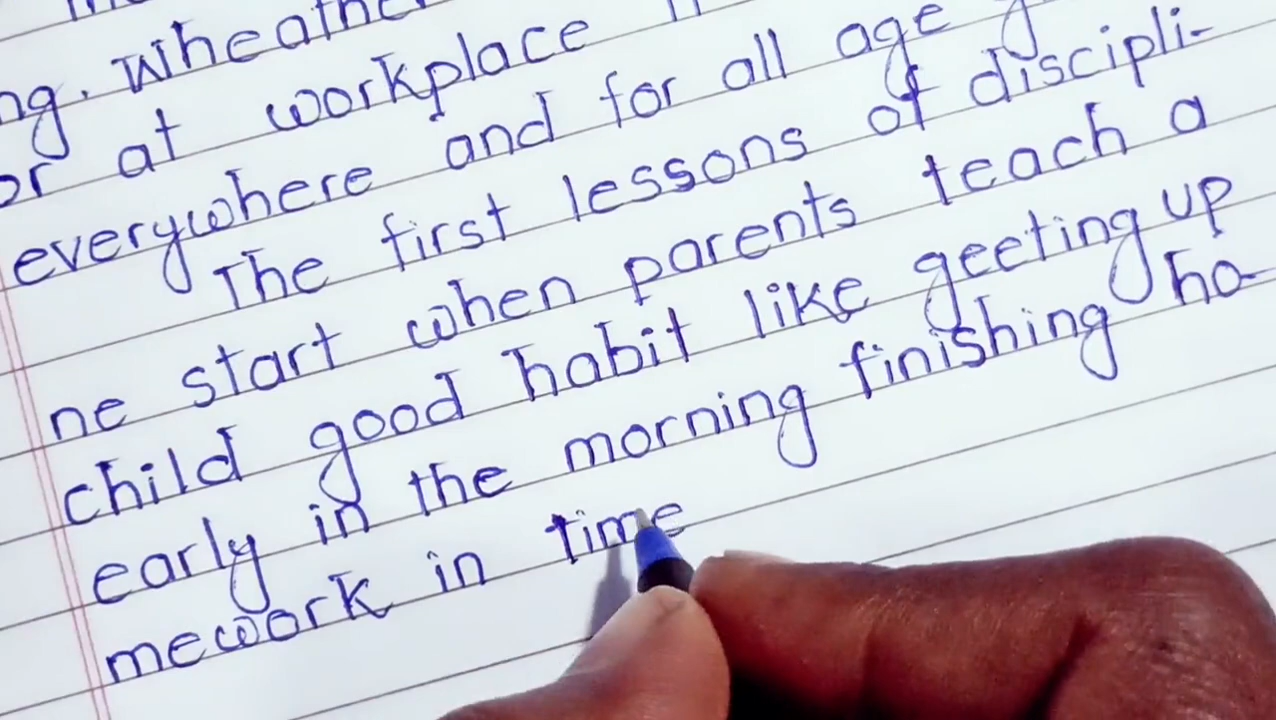 ng. Wheathe
or at workplace
everywhere and for all age
The first lessons of discipli-
ne start when parents teach a
child good habit like geeting up
early in the morning finishing ho-
mework in time